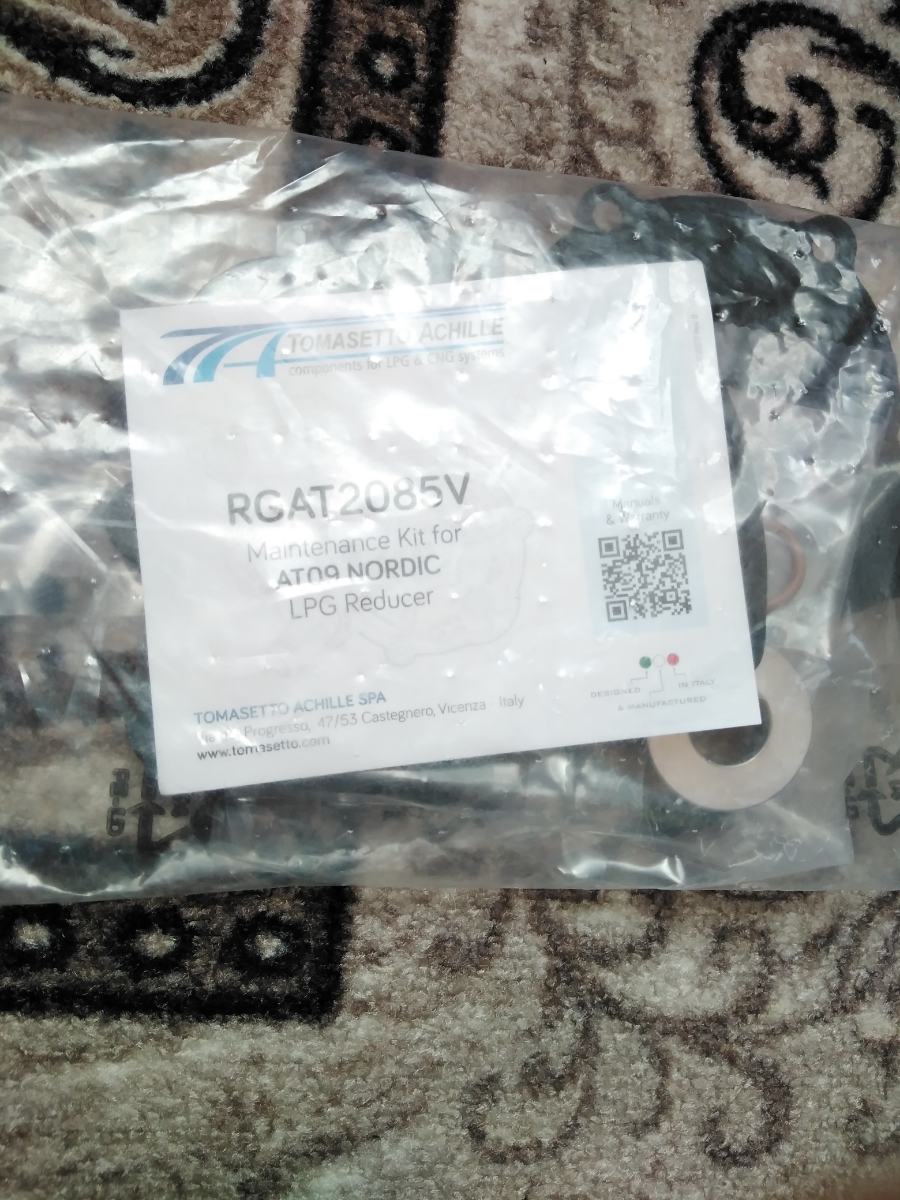 TOMASETTO ACHILLE
components for LPG & CNG systems
RGAT2085V
Maintenance Kit for
AT09 NORDIC
LPG Reducer
Manuals
& Warranty
DESIGNED
IN ITALY
& MANUFACTURED
TOMASETTO ACHILLE SPA
Progresso, 47/53 Castegnero, Vicenza - Italy
www.tomasetto.com